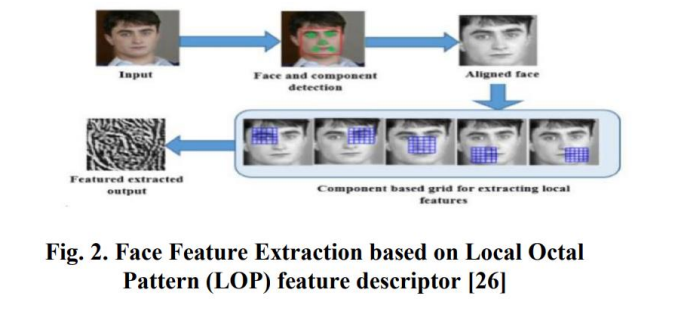 Input
Face and component
detection
Aligned face
Featured extracted
output
Component based grid for extracting local
features
Fig. 2. Face Feature Extraction based on Local Octal
Pattern (LOP) feature descriptor [26]